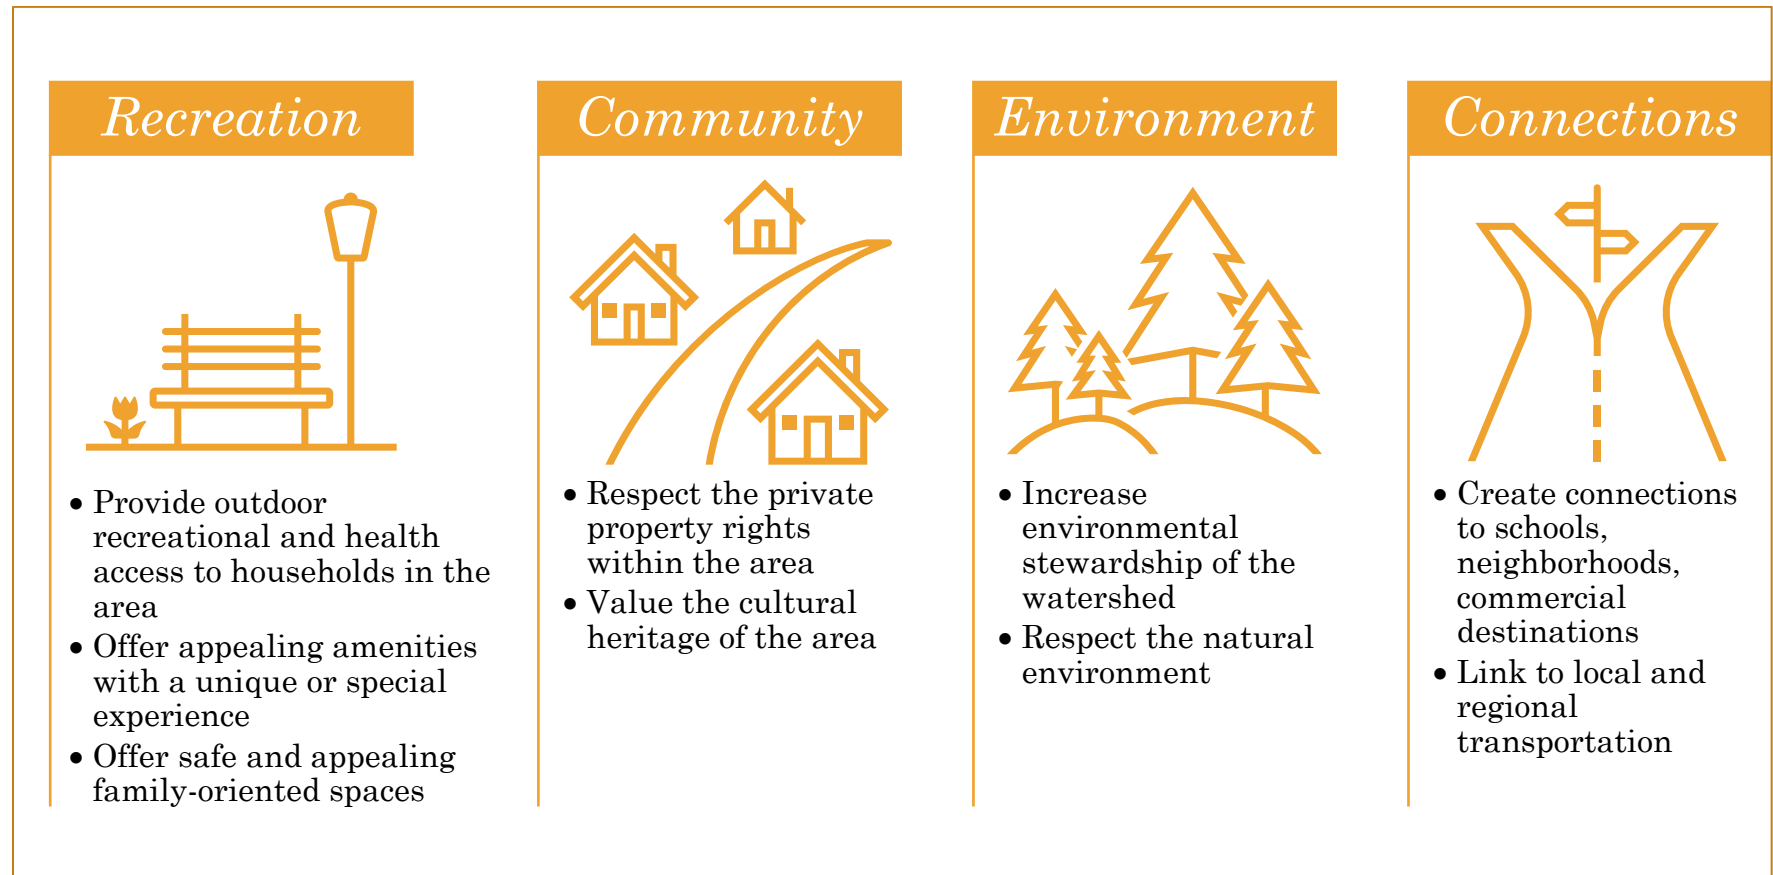 Recreation
• Provide outdoor
recreational and health
access to households in the
area
• Offer appealing amenities
with a unique or special
experience
• Offer safe and appealing
family-oriented spaces
Community
• Respect the private
property rights
within the area
• Value the cultural
heritage of the area
Environment
• Increase
environmental
stewardship of the
watershed
• Respect the natural
environment
Connections
• Create connections
to schools,
neighborhoods,
commercial
destinations
• Link to local and
regional
transportation